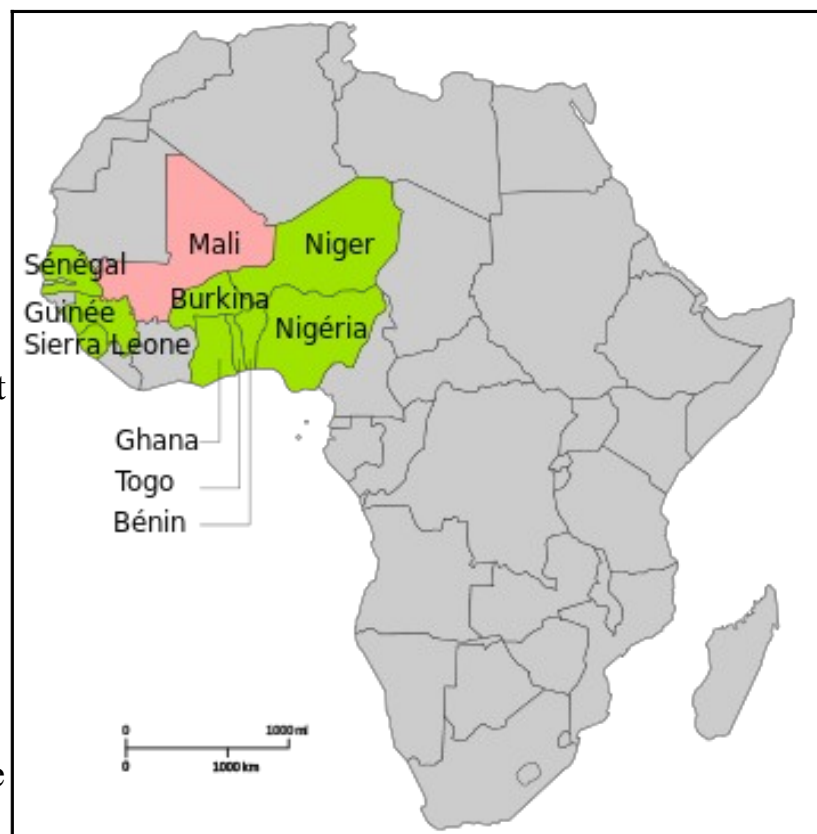 Mali
Niger
Sénégal
Burkina
Guinée
Nigéria
Sierra Leone
t
Ghana
Togo
Bénin
0 1000 mi
0 1000 km
e